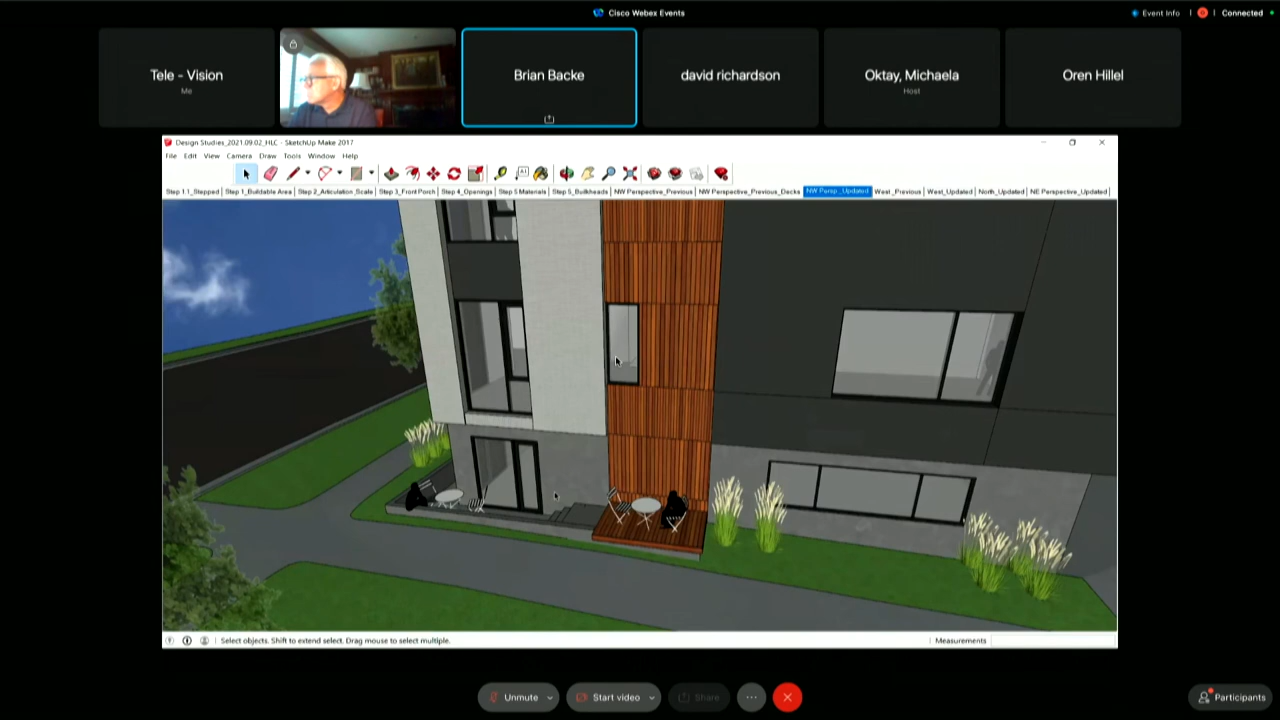 Cisco Webex Events
Event Info
Connected
Tele - Vision
Me
Brian Backe
david richardson
Oktay, Michaela
Host
Oren Hillel
Design Studies_2021.09.02_HLC - SketchUp Make 2017
File Edit View Camera Draw Tools Window Help
Step 1.1_Stepped Step 1_Buildable Area Step 2_Articulation_Scale Step 3_Front Porch Step 4_Openings Step 5 Materials Step 5_Bulkheads NW Perspective_Previous NW Perspective_Previous_Decks NW Persp_Updated West_Previous West_Updated North_Updated NE Perspective_Updated
Select objects. Shift to extend select. Drag mouse to select multiple.
Measurements
Unmute
Start video
Share
Participants